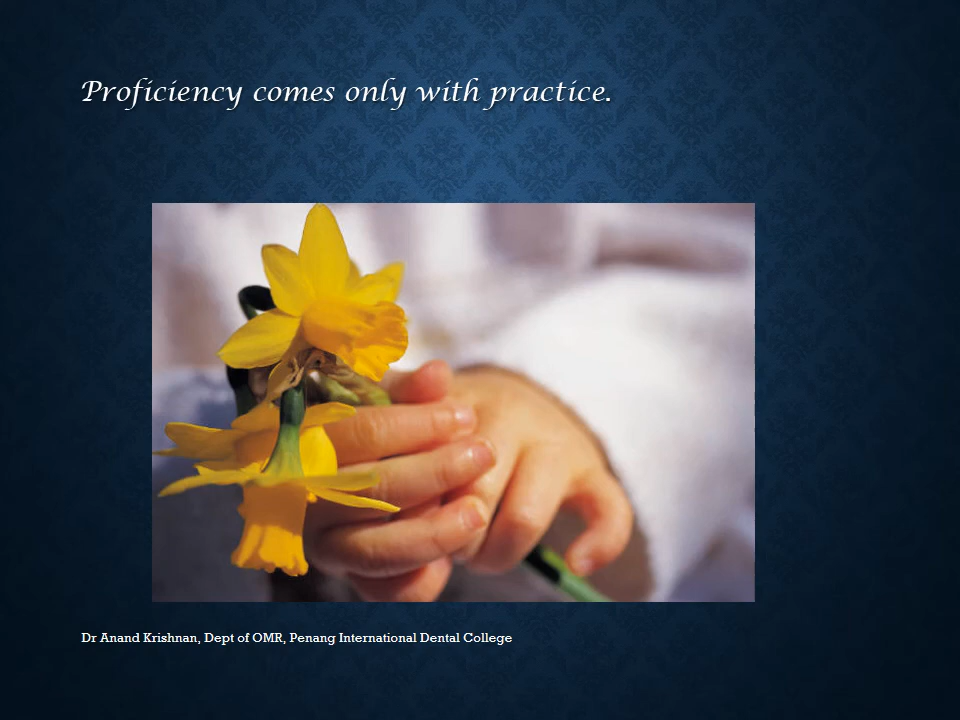 Proficiency comes only with practice.
Dr Anand Krishnan, Dept of OMR, Penang International Dental College